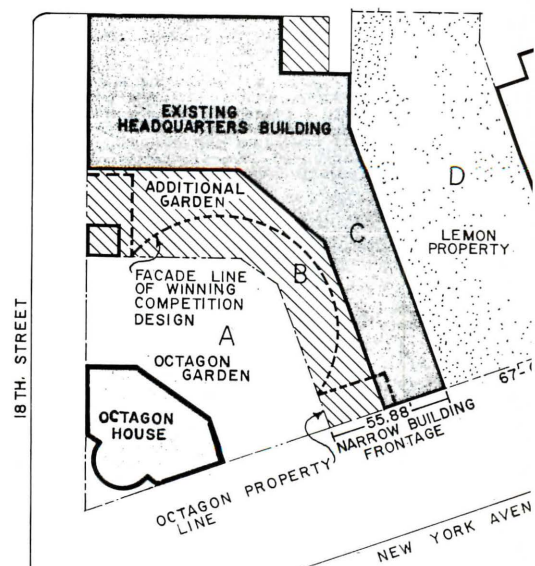 EXISTING
HEADQUARTERS BUILDING
ADDITIONAL
GARDEN
D
LEMON
PROPERTY
C
B
FACADE LINE
OF WINNING
COMPETITION
DESIGN
A
OCTAGON
GARDEN
18TH. STREET
OCTAGON
HOUSE
55.88'
NARROW BUILDING
FRONTAGE
OCTAGON PROPERTY
LINE
NEW YORK AVEN